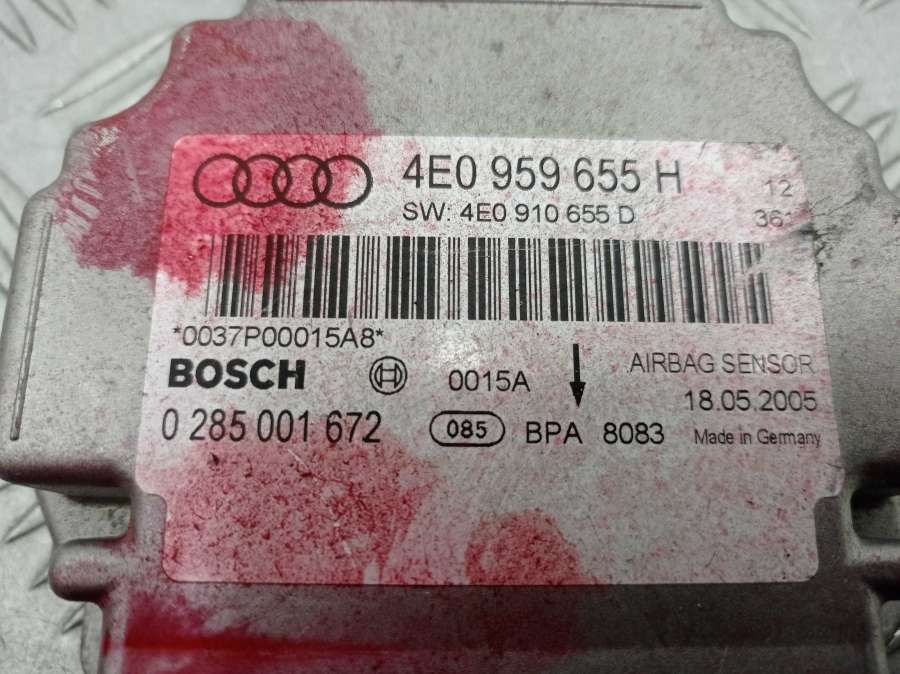 4E0 959 655 H
12
SW: 4E0 910 655 D
*0037P00015A8*
BOSCH
0015A
AIRBAG SENSOR
18.05.2005
0 285 001 672
085
BPA 8083
Made in Germany